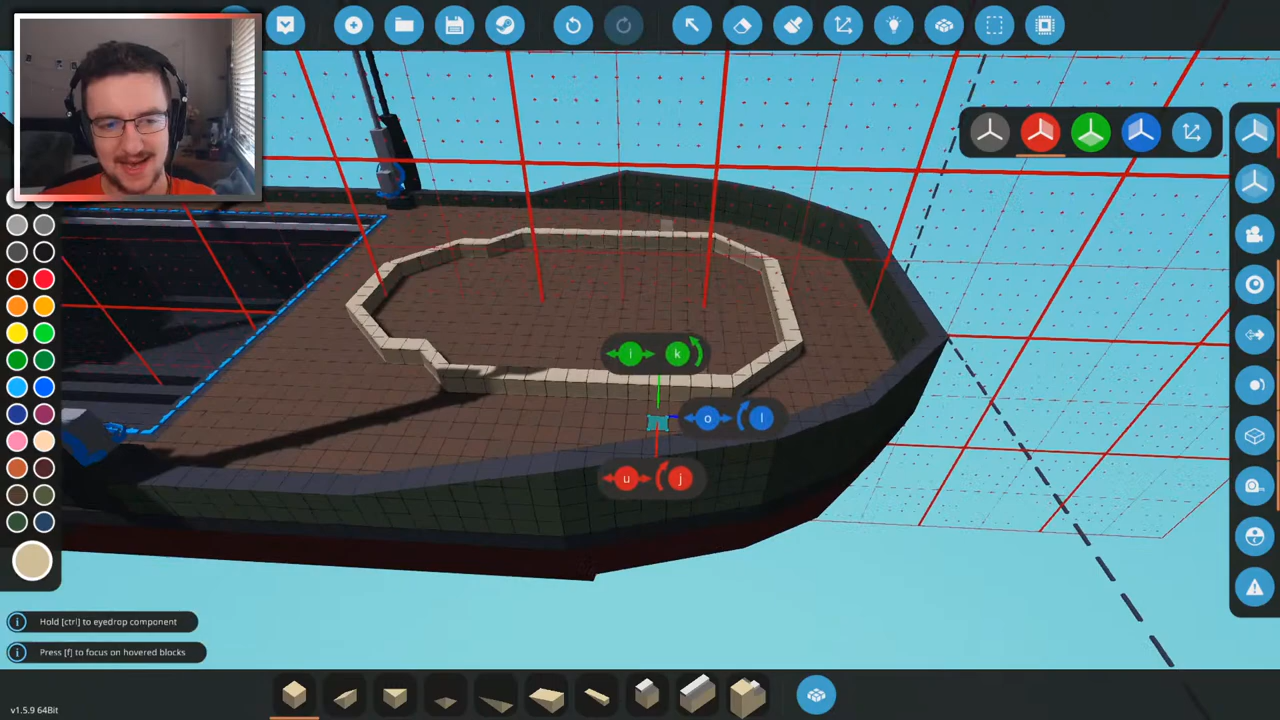 i k
o l
u j
Hold [ctrl] to eyedrop component
Press [f] to focus on hovered blocks
v1.5.9 64Bit